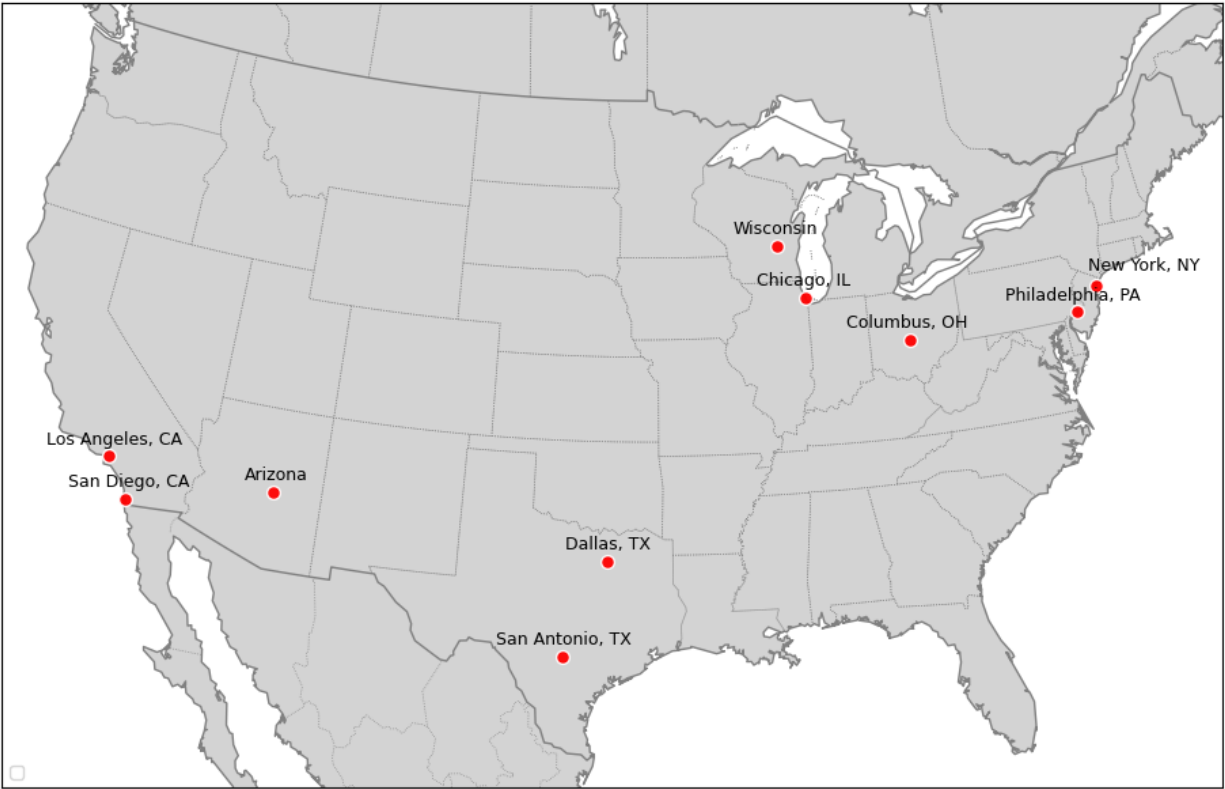 Wisconsin
New York, NY
Chicago, IL
Philadelphia, PA
Columbus, OH
Los Angeles, CA
Arizona
San Diego, CA
Dallas, TX
San Antonio, TX